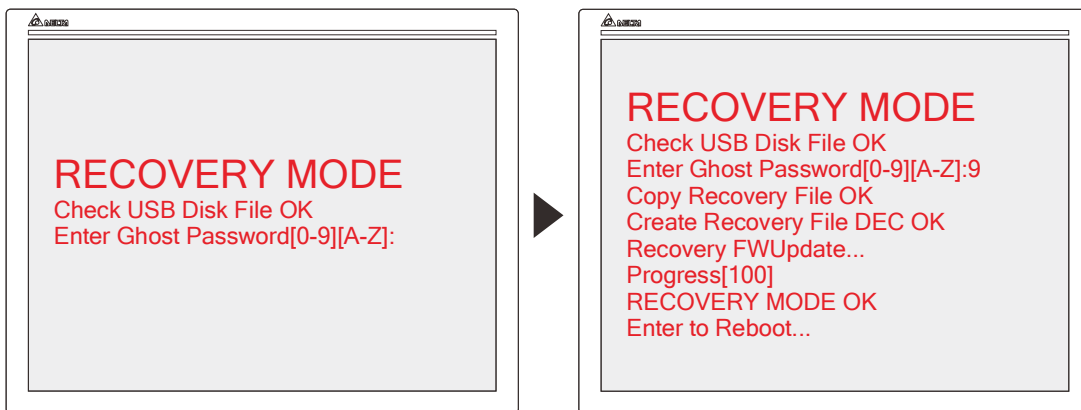 DELTA
RECOVERY MODE
Check USB Disk File OK
Enter Ghost Password[0-9][A-Z]:
DELTA
RECOVERY MODE
Check USB Disk File OK
Enter Ghost Password[0-9][A-Z]:9
Copy Recovery File OK
Create Recovery File DEC OK
Recovery FWUpdate...
Progress[100]
RECOVERY MODE OK
Enter to Reboot...